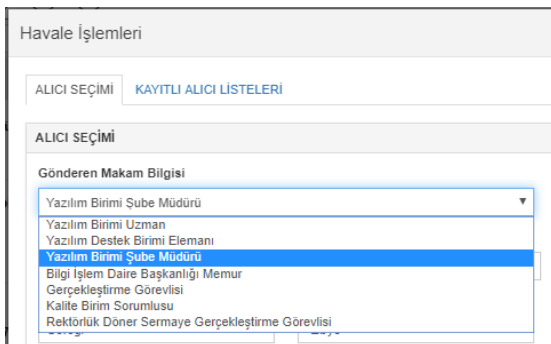 Havale İşlemleri
ALICI SEÇİMİ KAYITLI ALICI LİSTELERİ
ALICI SEÇİMİ
Gönderen Makam Bilgisi
Yazılım Birimi Şube Müdürü
Yazılım Birimi Uzman
Yazılım Destek Birimi Elemanı
Yazılım Birimi Şube Müdürü
Bilgi İşlem Daire Başkanlığı Memur
Gerçekleştirme Görevlisi
Kalite Birim Sorumlusu
Rektörlük Döner Sermaye Gerçekleştirme Görevlisi